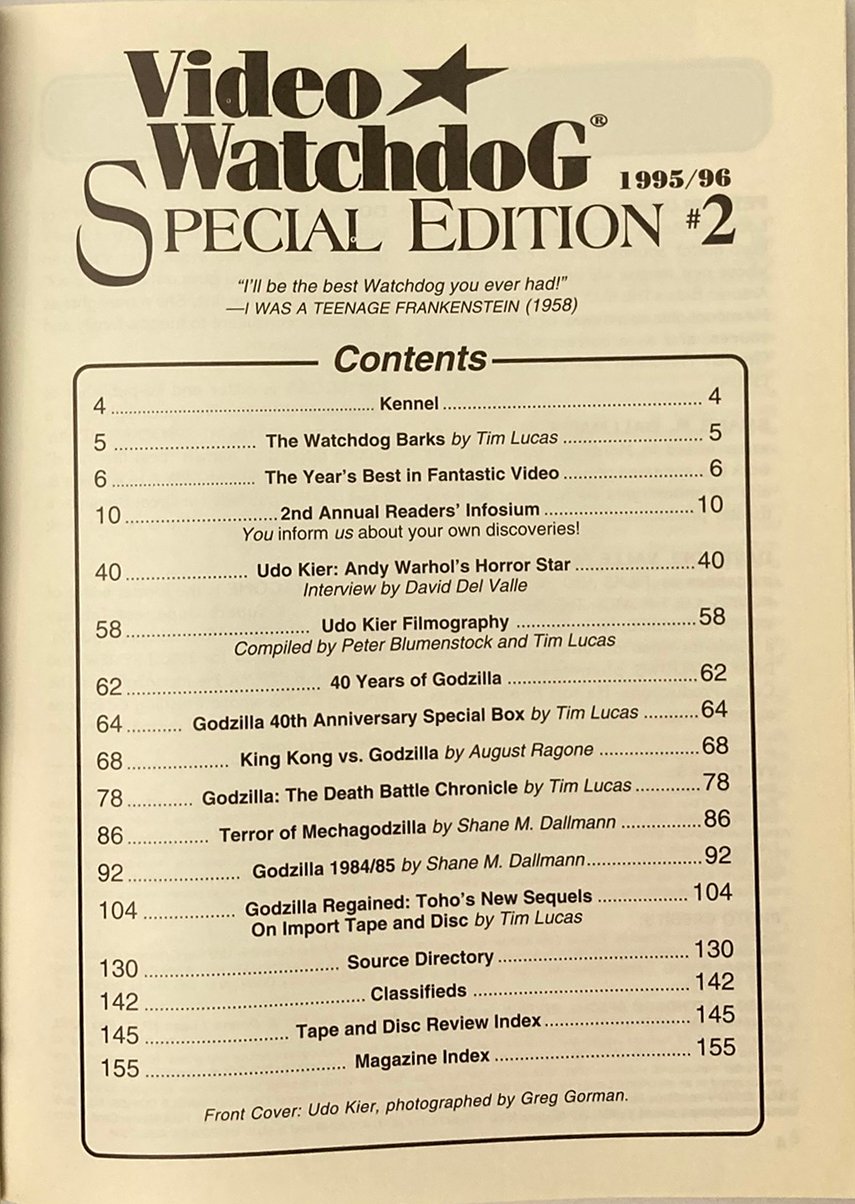 Video
WatchdoG® 1995/96
SPECIAL EDITION #2
"I'll be the best Watchdog you ever had!"
—I WAS A TEENAGE FRANKENSTEIN (1958)
Contents
4 ........ Kennel ........ 4
5 ........ The Watchdog Barks by Tim Lucas ........ 5
6 ........ The Year's Best in Fantastic Video ........ 6
10 ........ 2nd Annual Readers' Infosium ........ 10
You inform us about your own discoveries!
40 ........ Udo Kier: Andy Warhol's Horror Star ........ 40
Interview by David Del Valle
58 ........ Udo Kier Filmography ........ 58
Compiled by Peter Blumenstock and Tim Lucas
62 ........ 40 Years of Godzilla ........ 62
64 ........ Godzilla 40th Anniversary Special Box by Tim Lucas ........ 64
68 ........ King Kong vs. Godzilla by August Ragone ........ 68
78 ........ Godzilla: The Death Battle Chronicle by Tim Lucas ........ 78
86 ........ Terror of Mechagodzilla by Shane M. Dallmann ........ 86
92 ........ Godzilla 1984/85 by Shane M. Dallmann ........ 92
104 ........ Godzilla Regained: Toho's New Sequels ........ 104
On Import Tape and Disc by Tim Lucas
130 ........ Source Directory ........ 130
142 ........ Classifieds ........ 142
145 ........ Tape and Disc Review Index ........ 145
155 ........ Magazine Index ........ 155
Front Cover: Udo Kier, photographed by Greg Gorman.